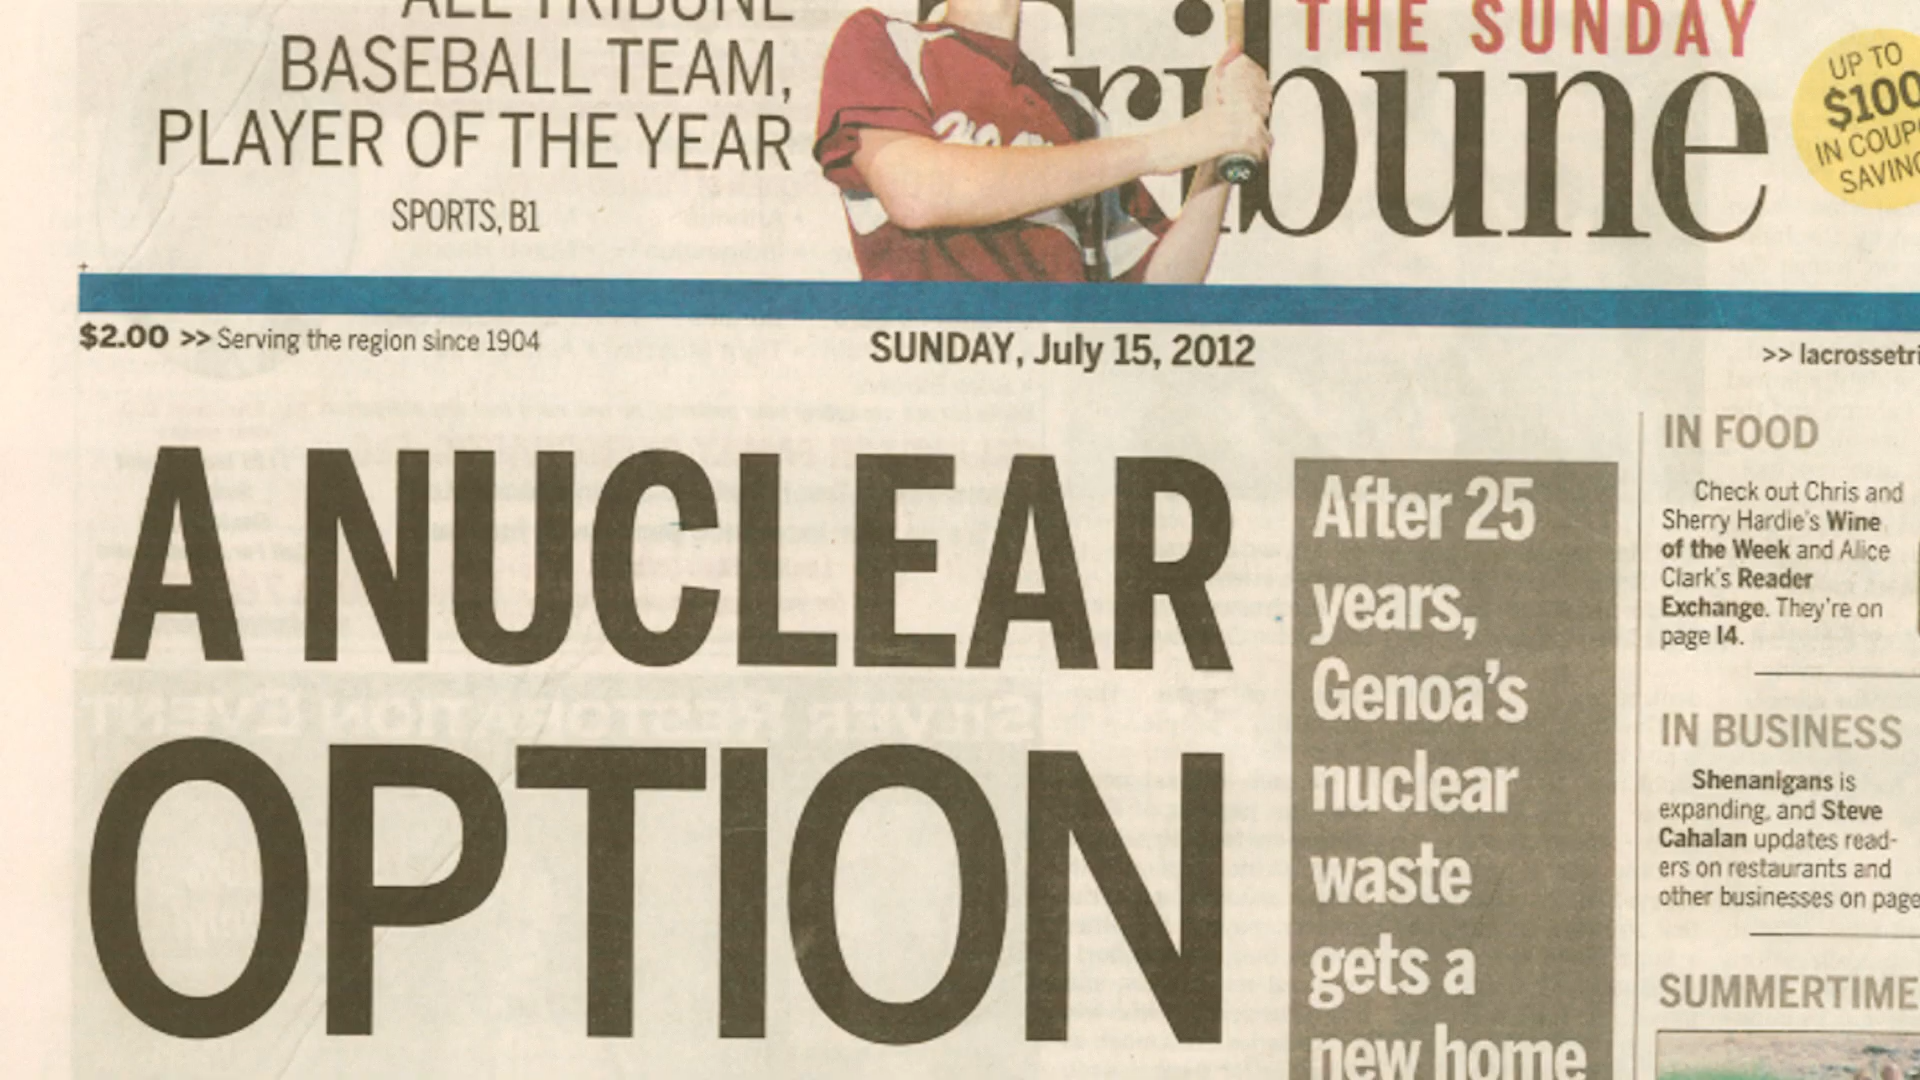 ALL TRIBUNE
BASEBALL TEAM,
PLAYER OF THE YEAR
SPORTS, B1
THE SUNDAY
Tribune
UP TO
$100
IN COUP
SAVING
$2.00 >> Serving the region since 1904
SUNDAY, July 15, 2012
>> lacrossetri
A NUCLEAR
OPTION
After 25
years,
Genoa's
nuclear
waste
gets a
new home
IN FOOD
Check out Chris and
Sherry Hardie's Wine
of the Week and Alice
Clark's Reader
Exchange. They're on
page I4.
IN BUSINESS
Shenanigans is
expanding, and Steve
Cahalan updates read-
ers on restaurants and
other businesses on page
SUMMERTIME